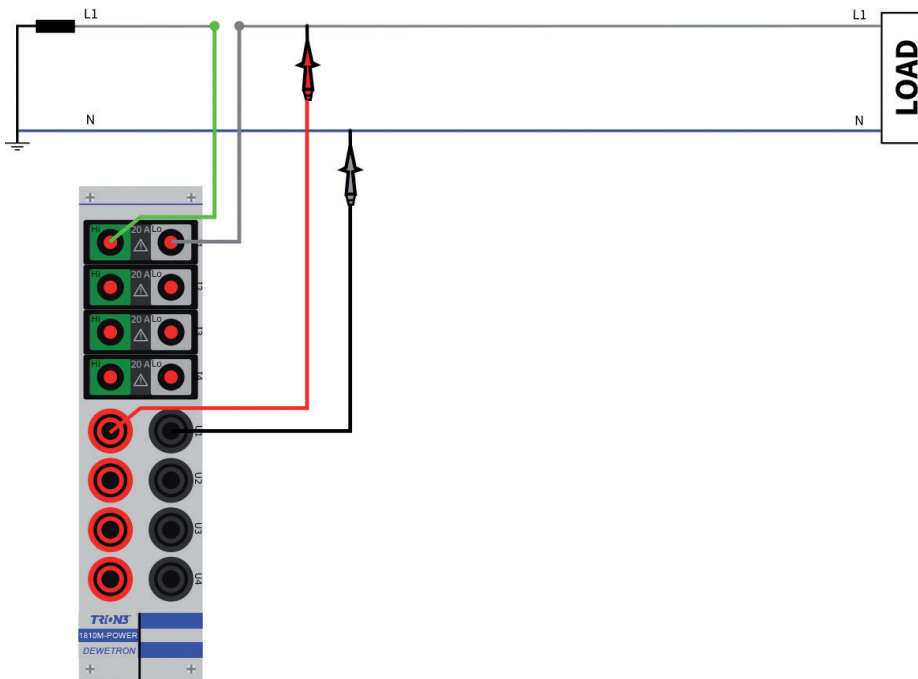 L1
L1
LOAD
N
N
Hi 20 A Lo
Hi 20 A Lo I2
Hi 20 A Lo I3
Hi 20 A Lo I4
U1
U2
U3
U4
TRION3
1810M-POWER
DEWETRON